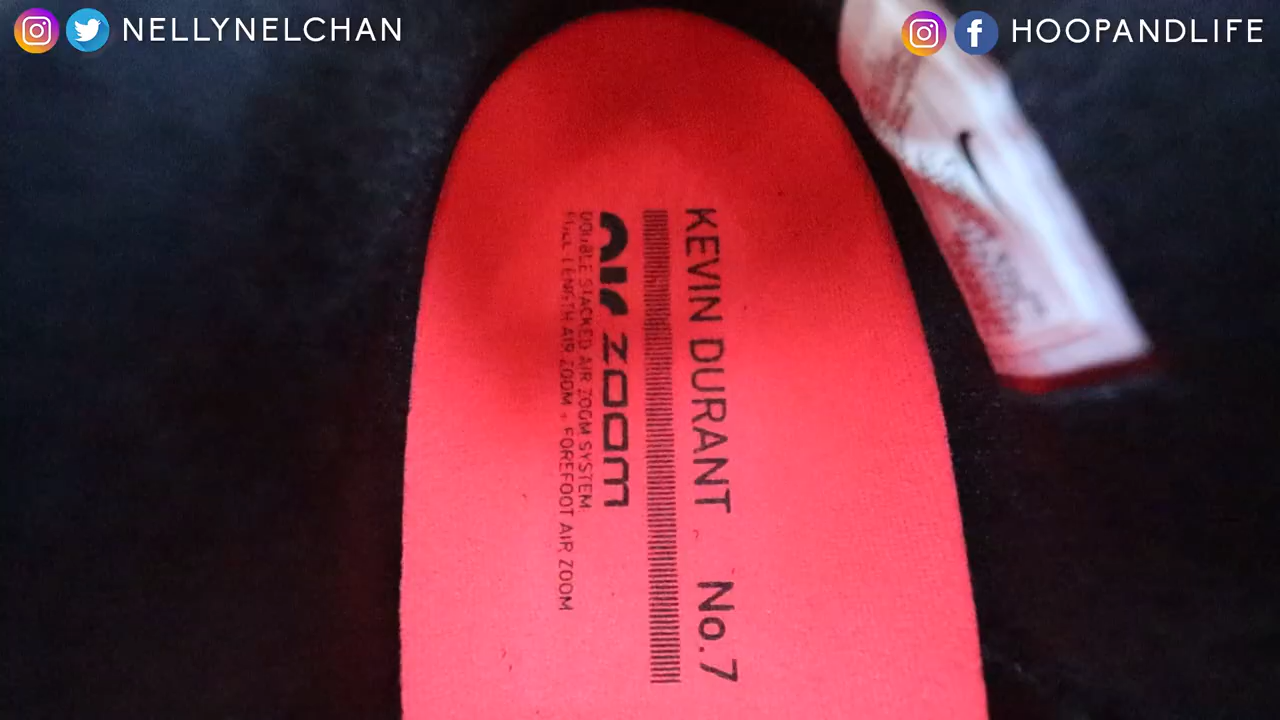 NELLYNELCHAN
HOOPANDLIFE
KEVIN DURANT No.7
air zoom
DOUBLE STACKED AIR ZOOM SYSTEM:
FULL LENGTH AIR ZOOM + FOREFOOT AIR ZOOM